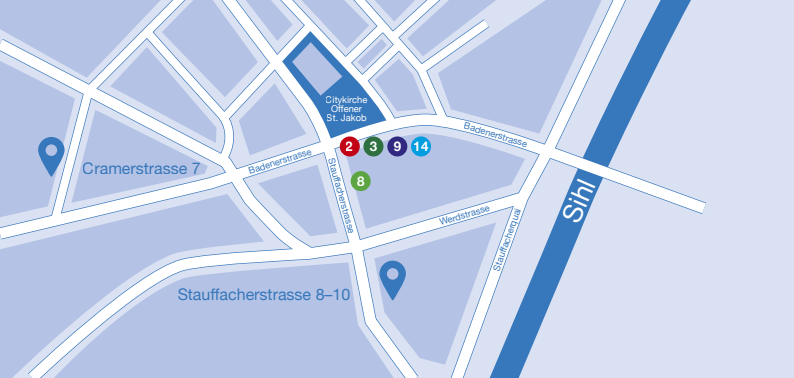 Citykirche
Offener
St. Jakob
Badenerstrasse
2 3 9 14
Badenerstrasse
Cramerstrasse 7
8
Stauffacherstrasse
Werdstrasse
Sihl
Stauffacherquai
Stauffacherstrasse 8–10